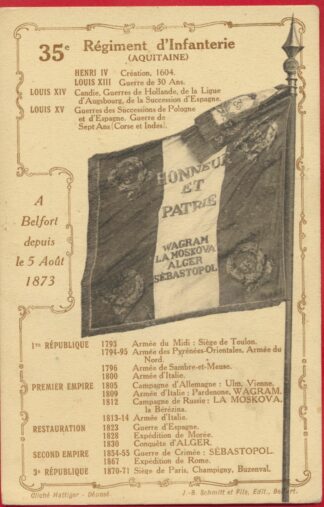 35e Régiment d'Infanterie
(AQUITAINE)
HENRI IV Création, 1604.
LOUIS XIII Guerre de 30 Ans.
LOUIS XIV Candie, Guerres de Hollande, de la Ligue
d'Augsbourg, de la Succession d'Espagne.
LOUIS XV Guerres des Successions de Pologne
et d'Espagne. Guerre de
Sept Ans (Corse et Indes).
HONNEUR
ET
PATRIE
WAGRAM
LA MOSKOVA
ALGER
SÉBASTOPOL
A
Belfort
depuis
le 5 Août
1873
1re RÉPUBLIQUE 1793 Armée du Midi : Siège de Toulon.
1794-95 Armée des Pyrénées-Orientales, Armée du
Nord.
1796 Armée de Sambre-et-Meuse.
1800 Armée d'Italie.
PREMIER EMPIRE 1805 Campagne d'Allemagne : Ulm, Vienne.
1809 Armée d'Italie : Pardenone, WAGRAM.
1812 Campagne de Russie : LA MOSKOVA,
la Bérézina.
1813-14 Armée d'Italie.
RESTAURATION 1823 Guerre d'Espagne.
1828 Expédition de Morée.
1830 Conquête d'ALGER.
SECOND EMPIRE 1854-55 Guerre de Crimée : SÉBASTOPOL.
1867 Expédition de Rome.
3e RÉPUBLIQUE 1870-71 Siège de Paris, Champigny, Buzenval.
Cliché Hattiger - Déposé J.-B. Schmitt et Fils, Edit., Belfort.